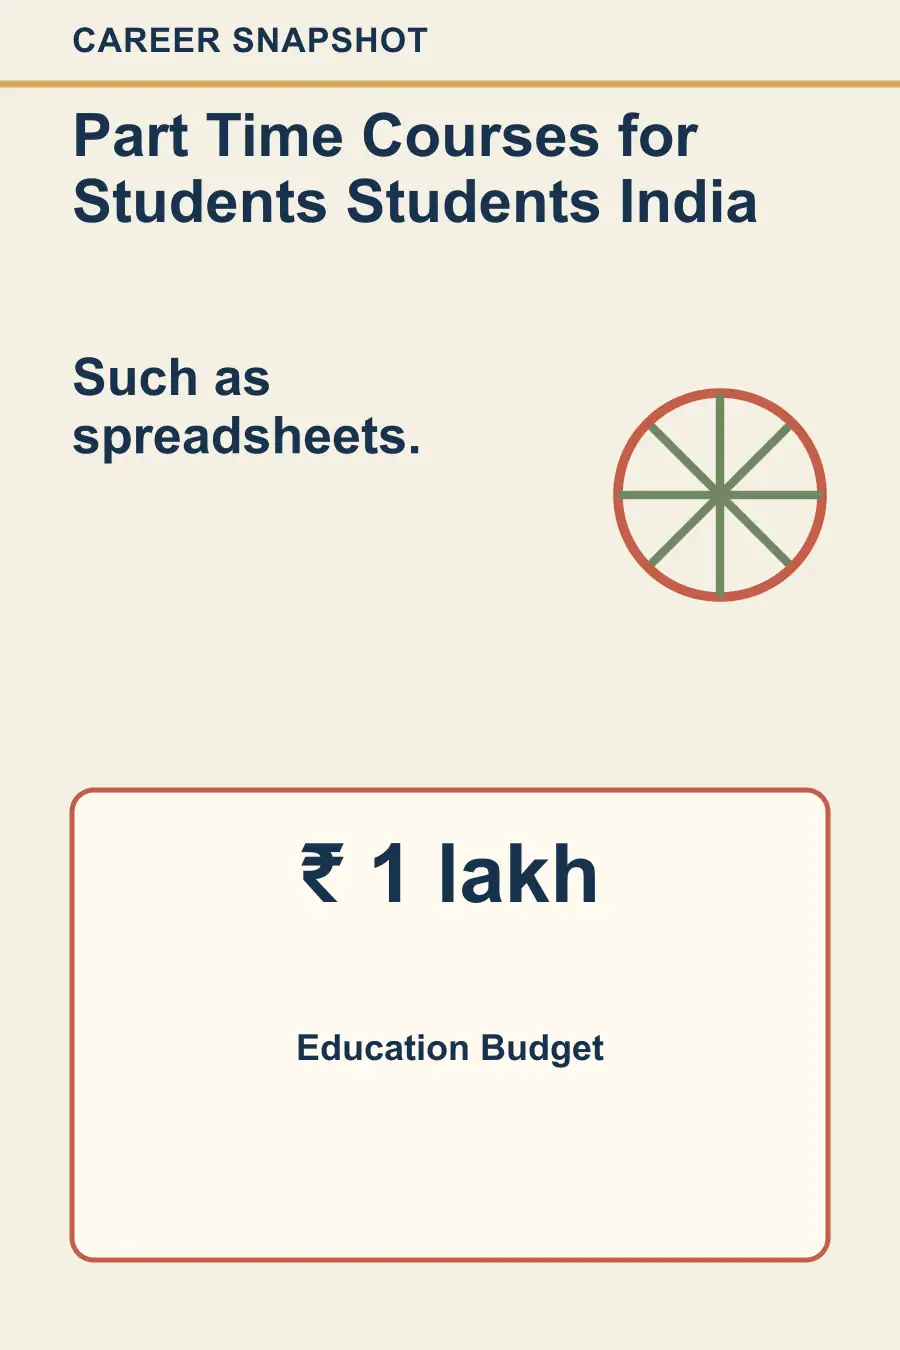 CAREER SNAPSHOT
Part Time Courses for
Students Students India
Such as
spreadsheets.
₹ 1 lakh
Education Budget